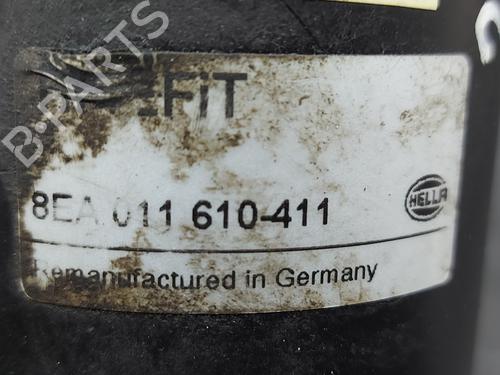 FiT
8EA 011 610-411
HELLA
Remanufactured in Germany
B-PARTS